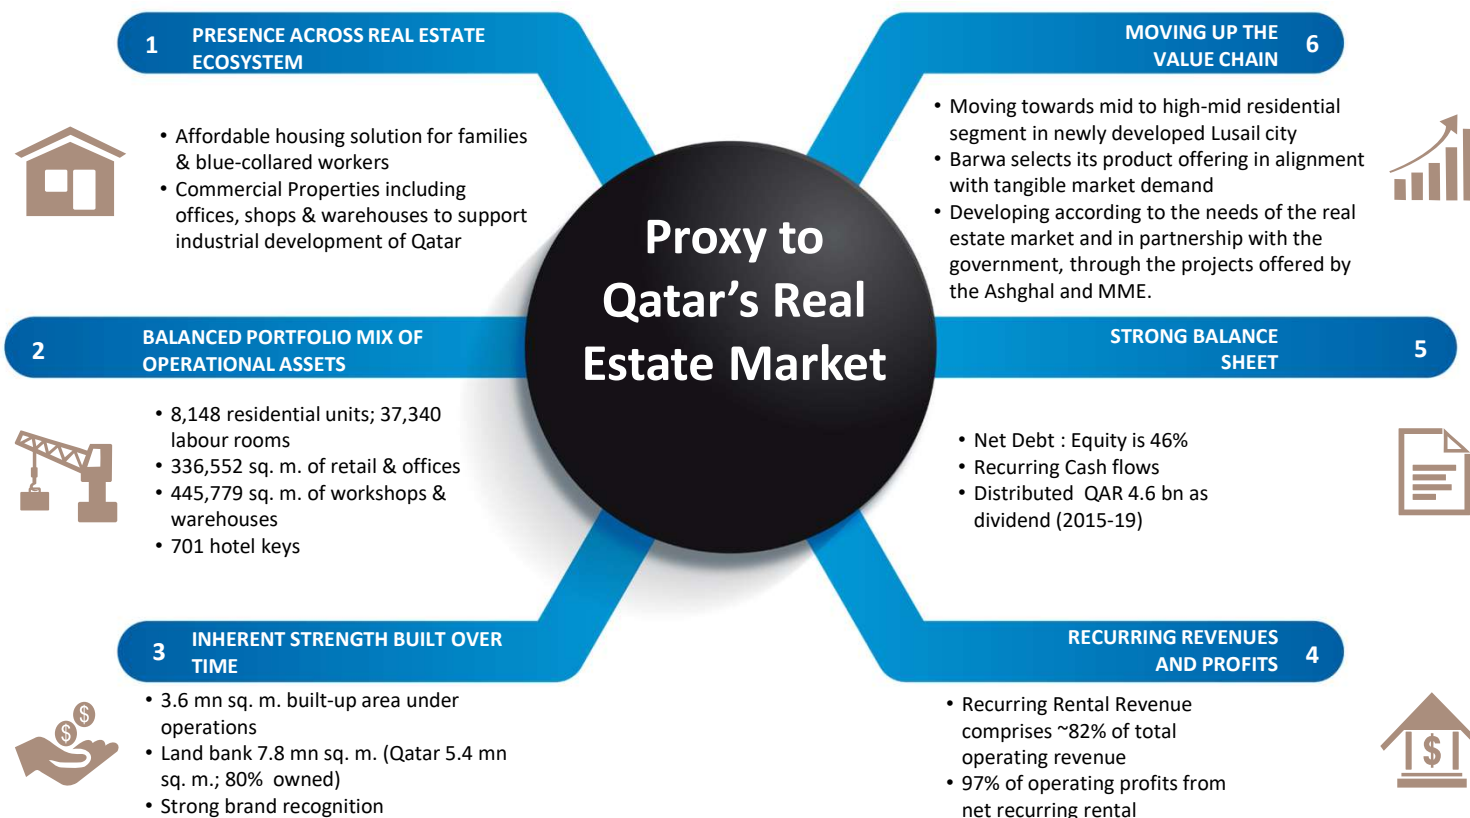 1
PRESENCE ACROSS REAL ESTATE
ECOSYSTEM
• Affordable housing solution for families
& blue-collared workers
• Commercial Properties including
offices, shops & warehouses to support
industrial development of Qatar
2
BALANCED PORTFOLIO MIX OF
OPERATIONAL ASSETS
• 8,148 residential units; 37,340
labour rooms
• 336,552 sq. m. of retail & offices
• 445,779 sq. m. of workshops &
warehouses
• 701 hotel keys
3
INHERENT STRENGTH BUILT OVER
TIME
• 3.6 mn sq. m. built-up area under
operations
• Land bank 7.8 mn sq. m. (Qatar 5.4 mn
sq. m.; 80% owned)
• Strong brand recognition
$
$
Proxy to
Qatar’s Real
Estate Market
MOVING UP THE
VALUE CHAIN
6
• Moving towards mid to high-mid residential
segment in newly developed Lusail city
• Barwa selects its product offering in alignment
with tangible market demand
• Developing according to the needs of the real
estate market and in partnership with the
government, through the projects offered by
the Ashghal and MME.
STRONG BALANCE
SHEET
5
• Net Debt : Equity is 46%
• Recurring Cash flows
• Distributed QAR 4.6 bn as
dividend (2015-19)
RECURRING REVENUES
AND PROFITS
4
• Recurring Rental Revenue
comprises ~82% of total
operating revenue
• 97% of operating profits from
net recurring rental
$